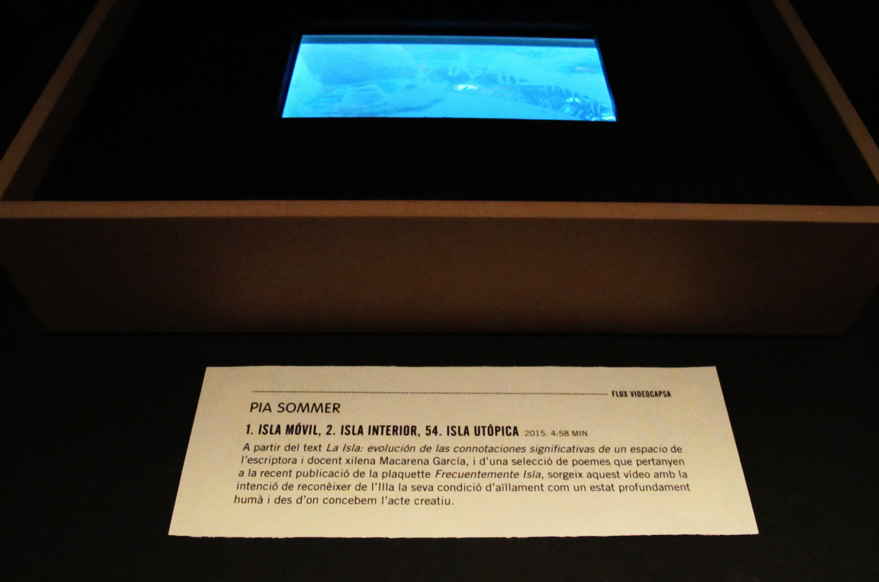 FLUX VIDEOCAPSA
PIA SOMMER
1. ISLA MÓVIL, 2. ISLA INTERIOR, 54. ISLA UTÓPICA 2015. 4:58 MIN
A partir del text La Isla: evolución de las connotaciones significativas de un espacio de
l'escriptora i docent xilena Macarena García, i d'una selecció de poemes que pertanyen
a la recent publicació de la plaquette Frecuentemente Isla, sorgeix aquest vídeo amb la
intenció de reconèixer de l'Illa la seva condició d'aïllament com un estat profundament
humà i des d'on concebem l'acte creatiu.